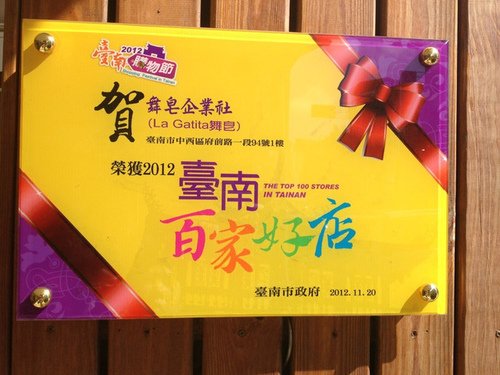 2012
臺南購物節
賀 舞皂企業社
(La Gatita舞皂)
臺南市中西區府前路一段94號1樓
榮獲2012 臺南 THE TOP 100 STORES
IN TAINAN
百家好店
臺南市政府 2012.11.20